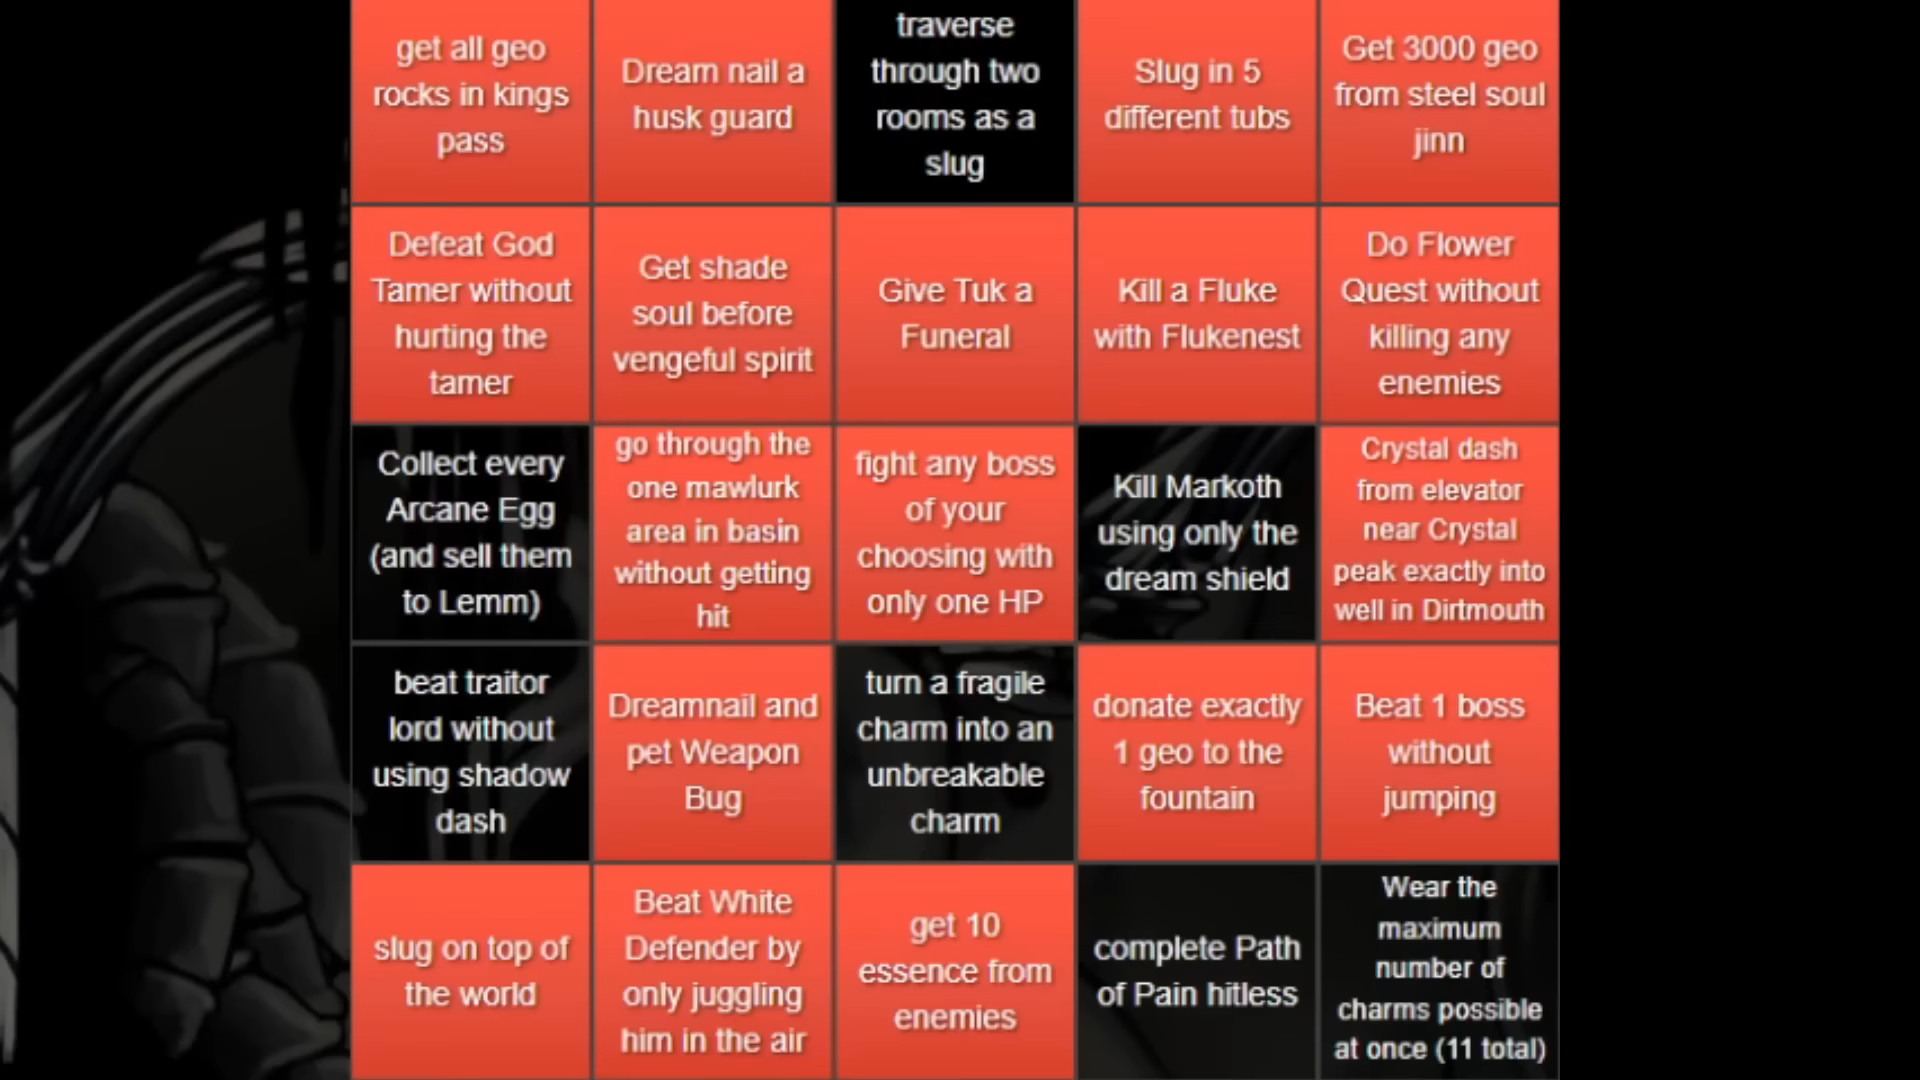 get all geo
rocks in kings
pass
Dream nail a
husk guard
traverse
through two
rooms as a
slug
Slug in 5
different tubs
Get 3000 geo
from steel soul
jinn
Defeat God
Tamer without
hurting the
tamer
Get shade
soul before
vengeful spirit
Give Tuk a
Funeral
Kill a Fluke
with Flukenest
Do Flower
Quest without
killing any
enemies
Collect every
Arcane Egg
(and sell them
to Lemm)
go through the
one mawlurk
area in basin
without getting
hit
fight any boss
of your
choosing with
only one HP
Kill Markoth
using only the
dream shield
Crystal dash
from elevator
near Crystal
peak exactly into
well in Dirtmouth
beat traitor
lord without
using shadow
dash
Dreamnail and
pet Weapon
Bug
turn a fragile
charm into an
unbreakable
charm
donate exactly
1 geo to the
fountain
Beat 1 boss
without
jumping
slug on top of
the world
Beat White
Defender by
only juggling
him in the air
get 10
essence from
enemies
complete Path
of Pain hitless
Wear the
maximum
number of
charms possible
at once (11 total)